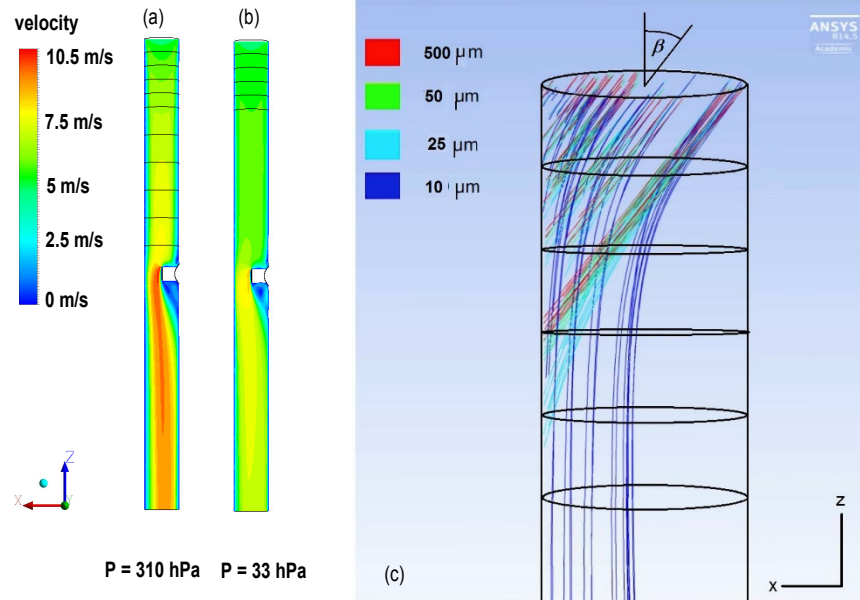 (a)
(b)
velocity
10.5 m/s
7.5 m/s
5 m/s
2.5 m/s
0 m/s
Z
X
Y
P = 310 hPa
P = 33 hPa
500 μm
50 μm
25 μm
10 μm
β
ANSYS
R14.5
Academic
z
x
(c)